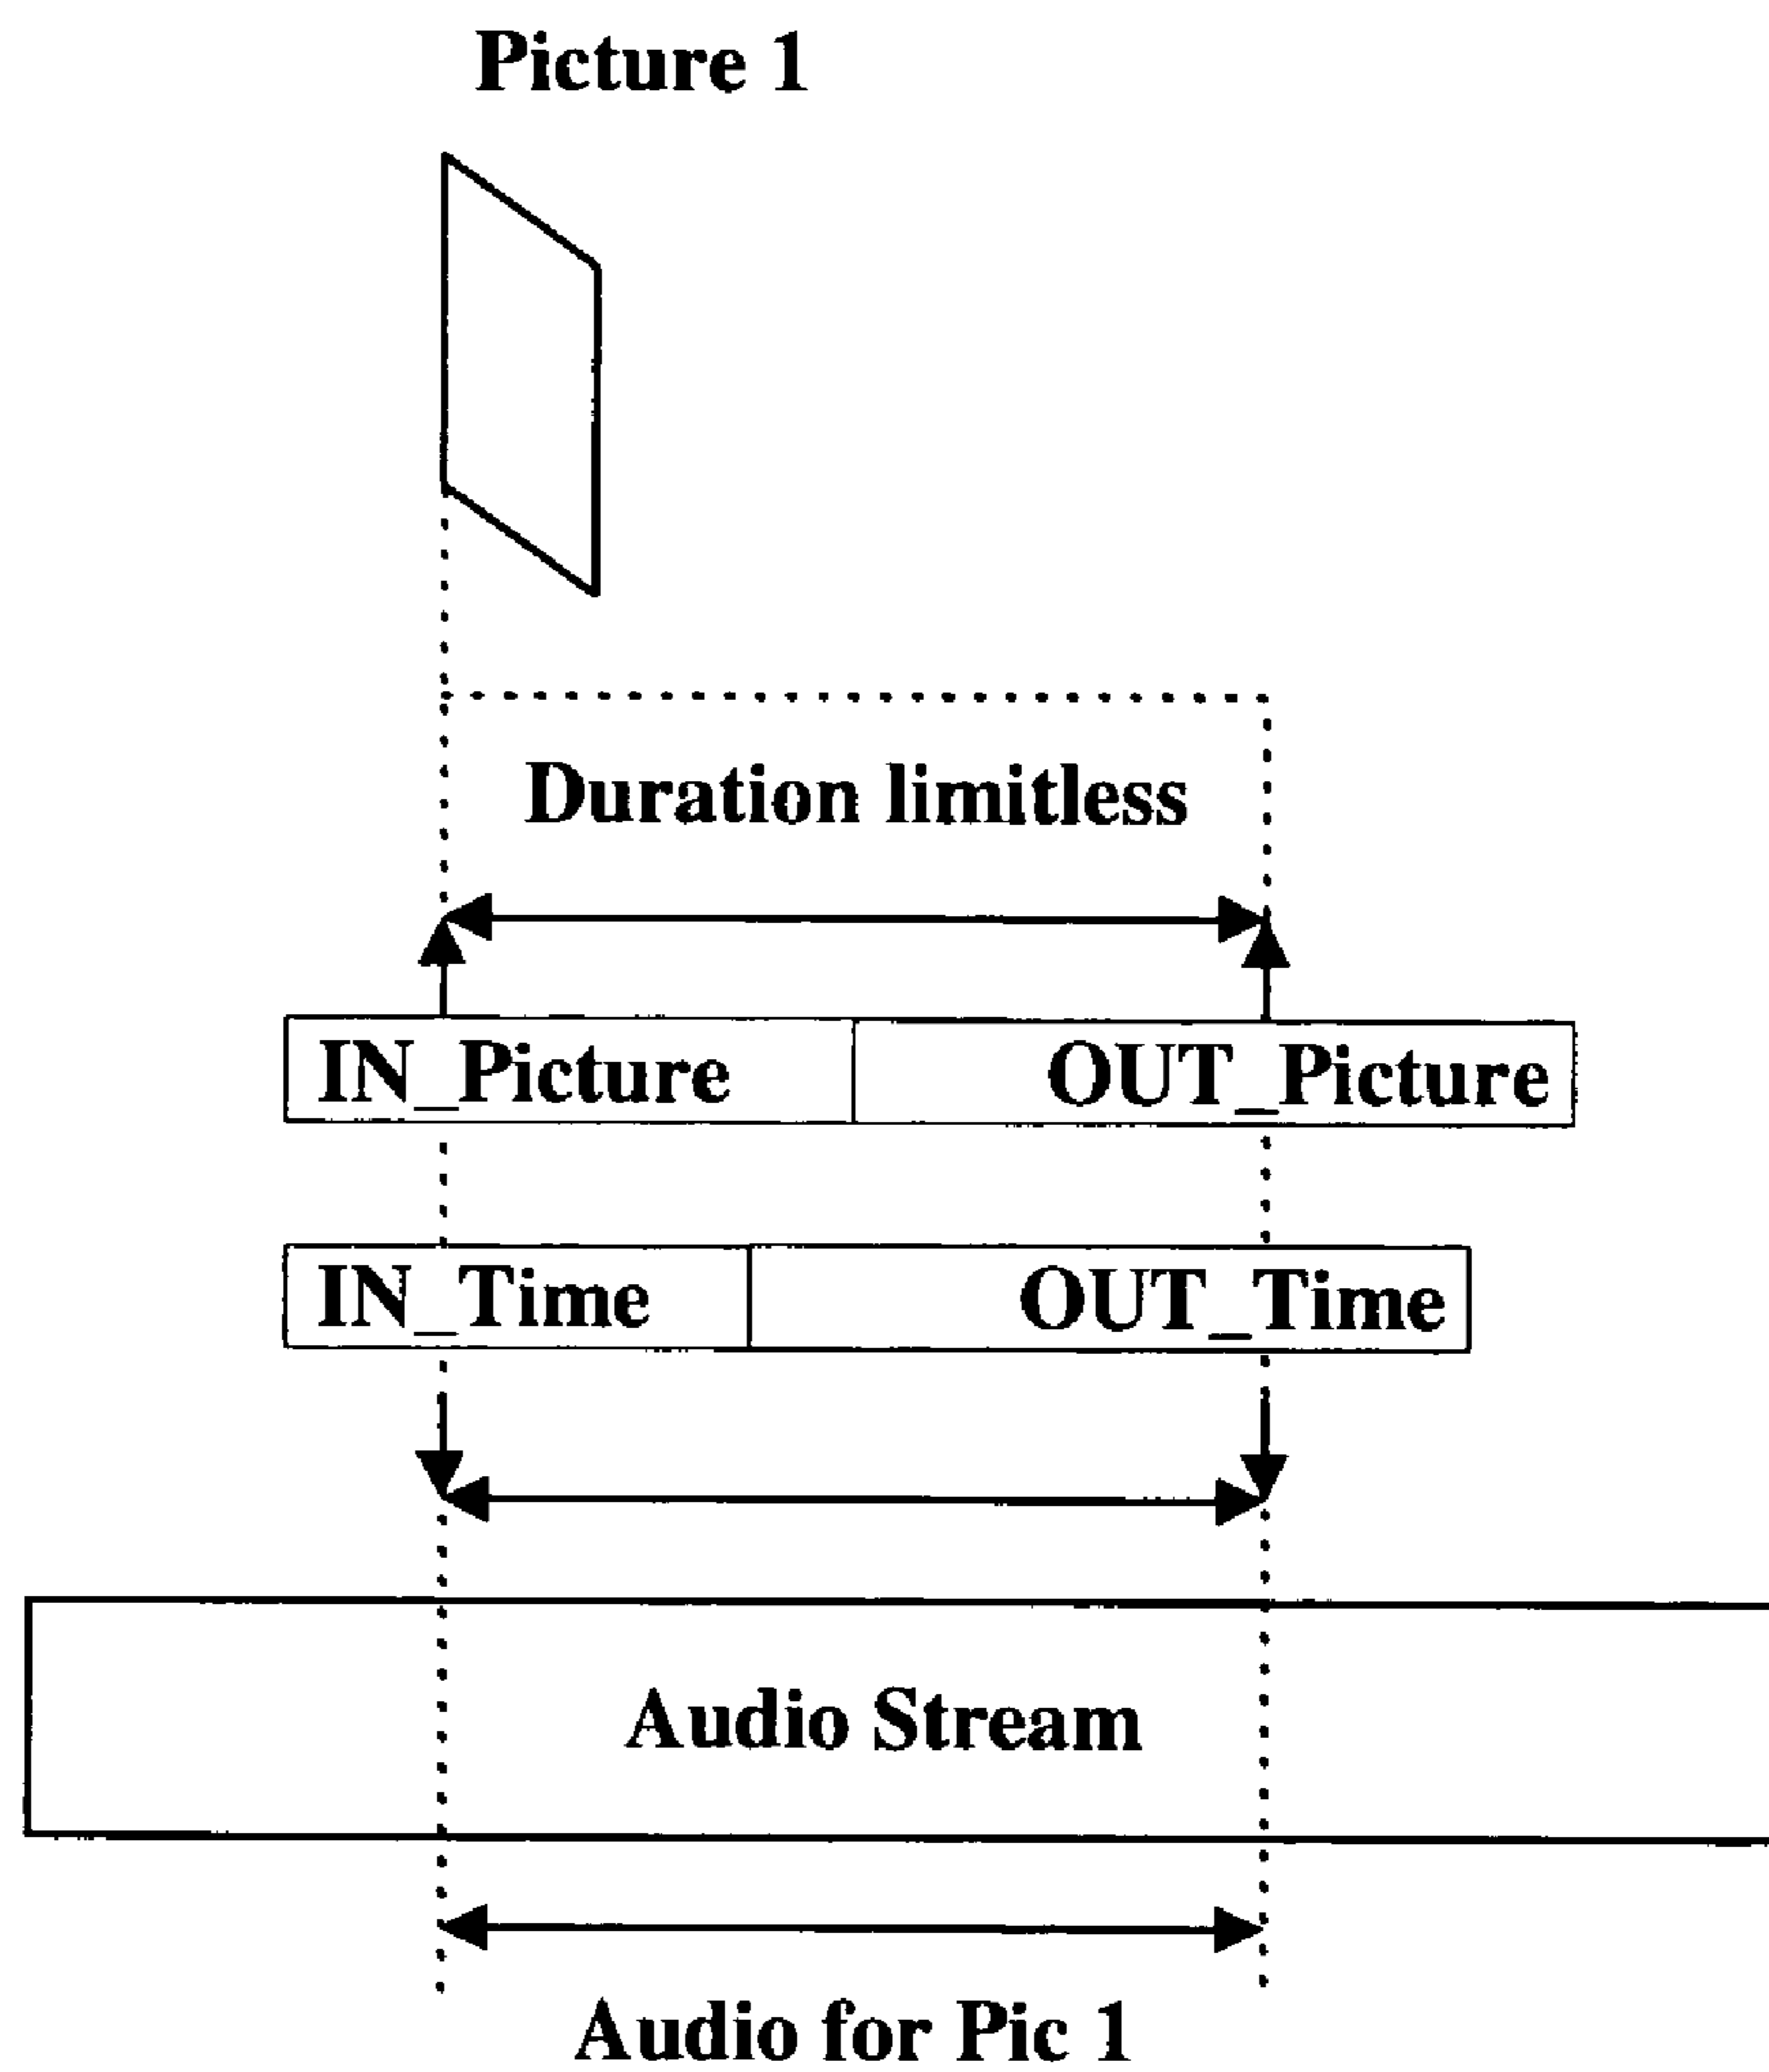 Picture 1
Duration limitless
IN_Picture OUT_Picture
IN_Time OUT_Time
Audio Stream
Audio for Pic 1